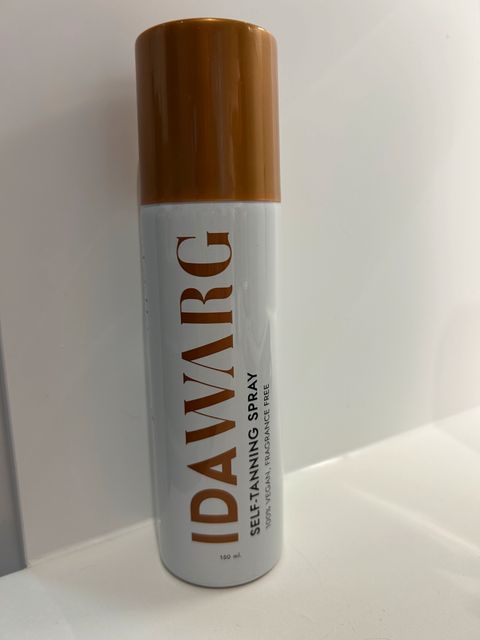 IDAWARG
SELF-TANNING SPRAY
100% VEGAN, FRAGRANCE FREE
150 ml.